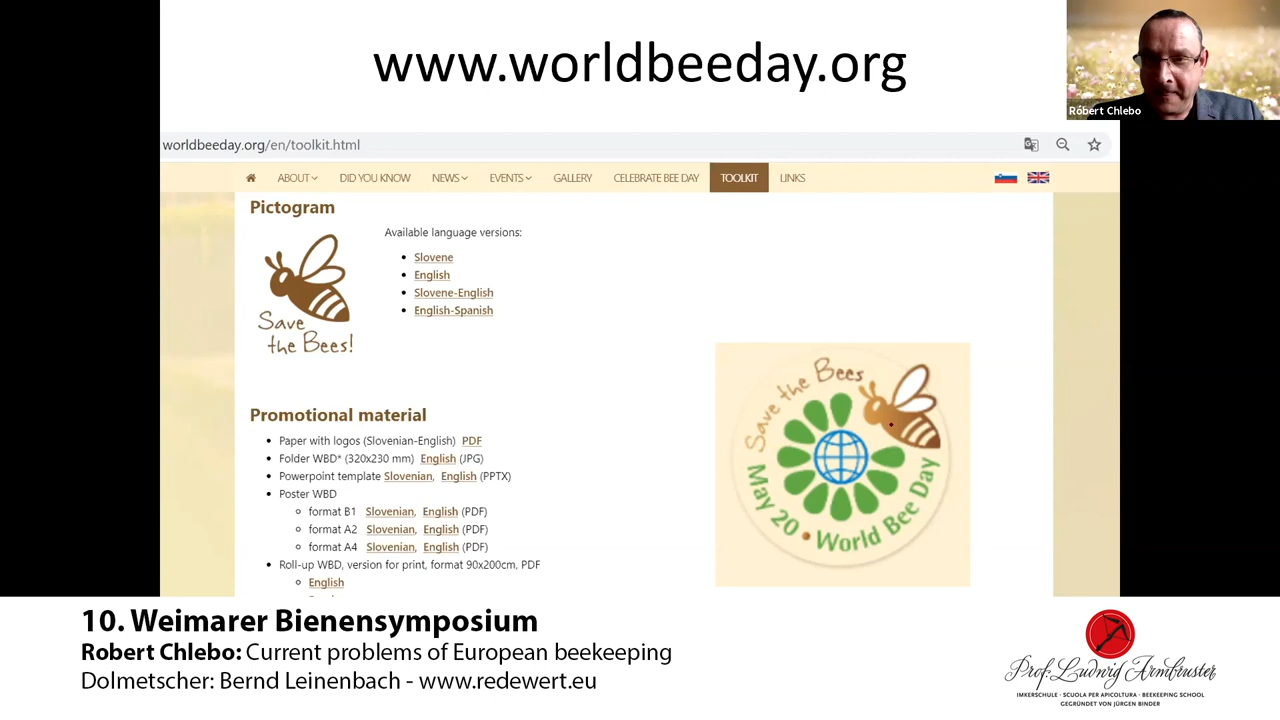 www.worldbeeday.org
Róbert Chlebo
worldbeeday.org/en/toolkit.html
ABOUT DID YOU KNOW NEWS EVENTS GALLERY CELEBRATE BEE DAY TOOLKIT LINKS
Pictogram
Available language versions:
Slovene
English
Slovene-English
English-Spanish
Save
the Bees!
Save the Bees
May 20 • World Bee Day
Promotional material
Paper with logos (Slovenian-English) PDF
Folder WBD* (320x230 mm) English (JPG)
Powerpoint template Slovenian, English (PPTX)
Poster WBD
format B1 Slovenian, English (PDF)
format A2 Slovenian, English (PDF)
format A4 Slovenian, English (PDF)
Roll-up WBD, version for print, format 90x200cm, PDF
English
10. Weimarer Bienensymposium
Robert Chlebo: Current problems of European beekeeping
Dolmetscher: Bernd Leinenbach - www.redewert.eu
Prof. Ludwig Armbruster
IMKERSCHULE · SCUOLA PER APICOLTURA · BEEKEEPING SCHOOL
GEGRÜNDET VON JÜRGEN BINDER